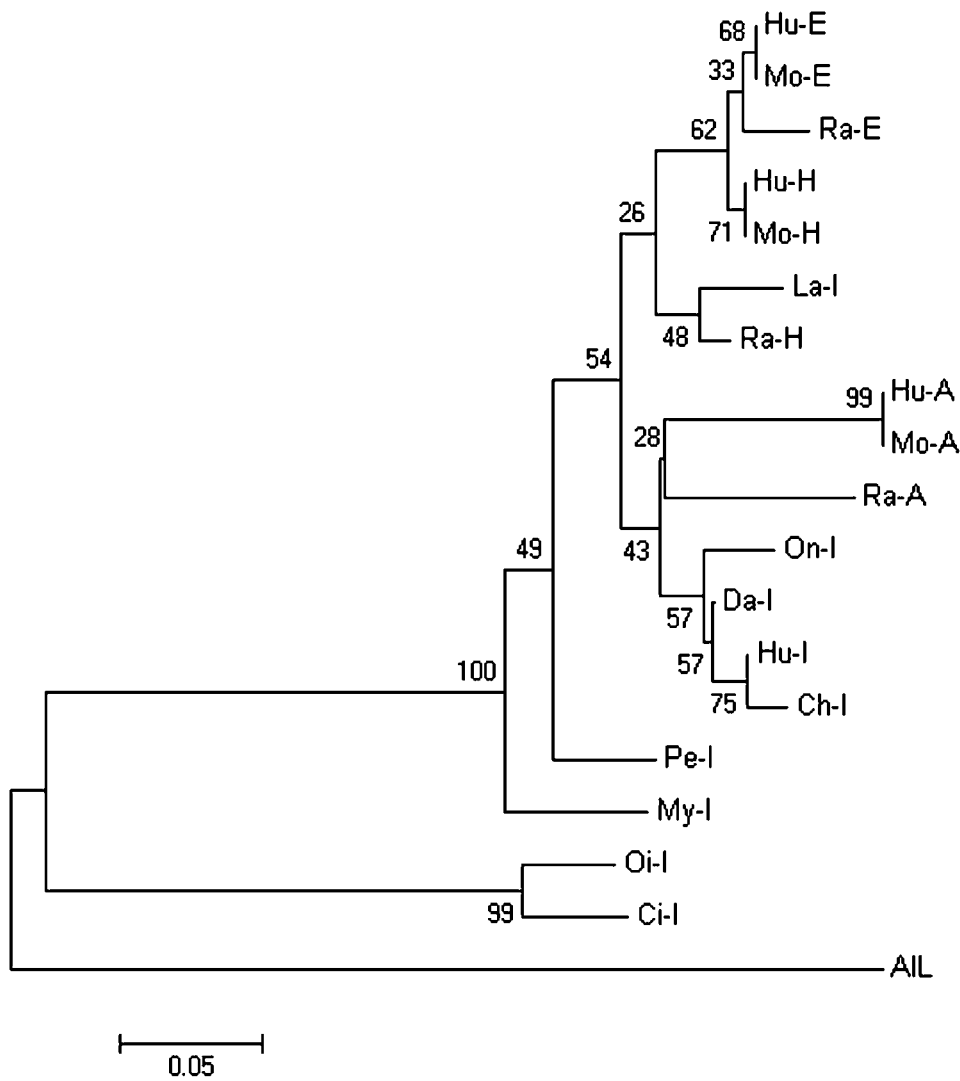 Hu-E
68
Mo-E
33
Ra-E
62
Hu-H
71
Mo-H
26
La-I
48
Ra-H
54
Hu-A
99
Mo-A
28
Ra-A
49
43
On-I
Da-I
57
Hu-I
57
75
Ch-I
100
Pe-I
My-I
Oi-I
99
Ci-I
AIL
0.05